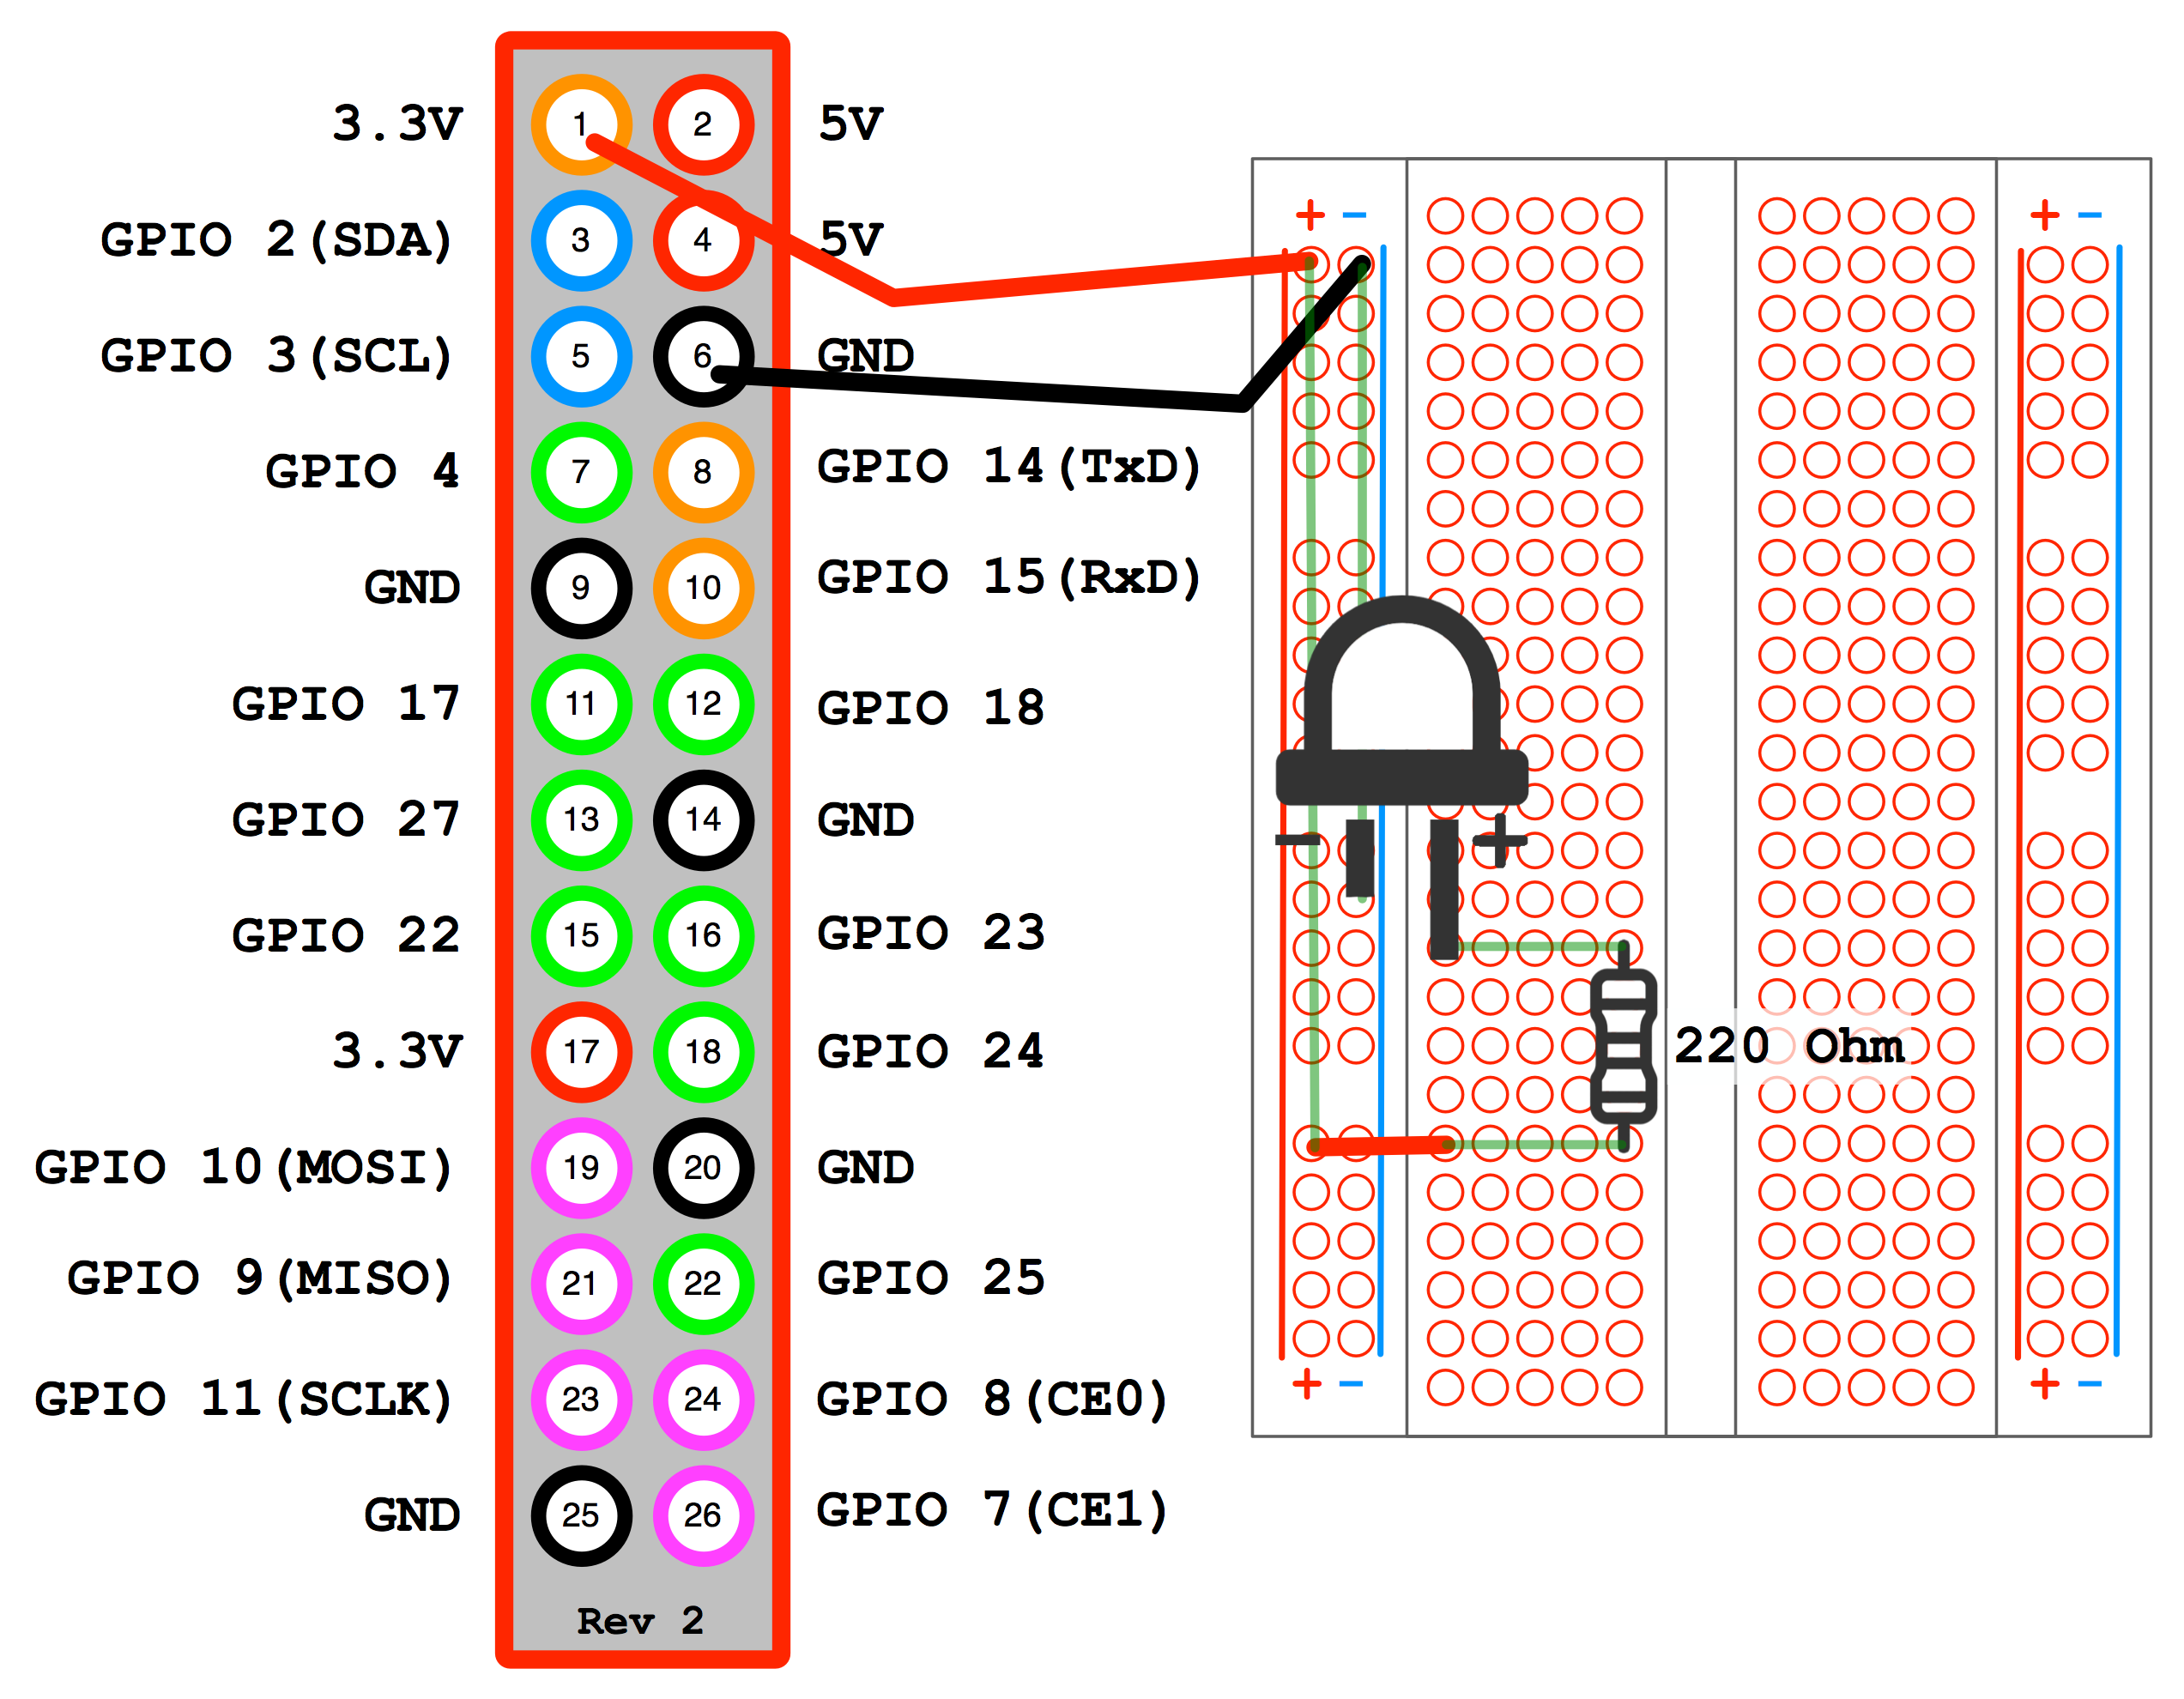 3.3V 1 2 5V
GPIO 2(SDA) 3 4 5V
GPIO 3(SCL) 5 6 GND
GPIO 4 7 8 GPIO 14(TxD)
GND 9 10 GPIO 15(RxD)
GPIO 17 11 12 GPIO 18
GPIO 27 13 14 GND
GPIO 22 15 16 GPIO 23
3.3V 17 18 GPIO 24
GPIO 10(MOSI) 19 20 GND
GPIO 9(MISO) 21 22 GPIO 25
GPIO 11(SCLK) 23 24 GPIO 8(CE0)
GND 25 26 GPIO 7(CE1)
Rev 2
+ − + −
− +
220 Ohm
+ − + −